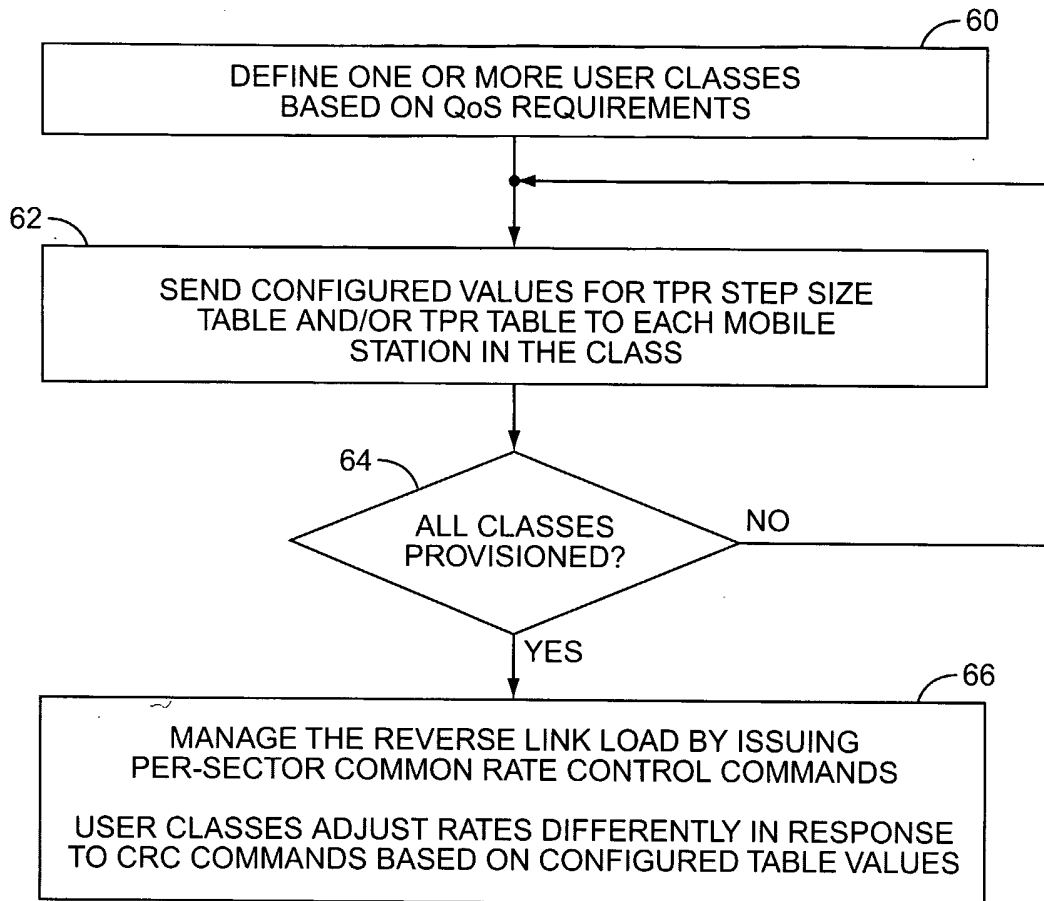 60
DEFINE ONE OR MORE USER CLASSES
BASED ON QoS REQUIREMENTS
62
SEND CONFIGURED VALUES FOR TPR STEP SIZE
TABLE AND/OR TPR TABLE TO EACH MOBILE
STATION IN THE CLASS
64
ALL CLASSES
PROVISIONED?
NO
YES
66
MANAGE THE REVERSE LINK LOAD BY ISSUING
PER-SECTOR COMMON RATE CONTROL COMMANDS
USER CLASSES ADJUST RATES DIFFERENTLY IN RESPONSE
TO CRC COMMANDS BASED ON CONFIGURED TABLE VALUES